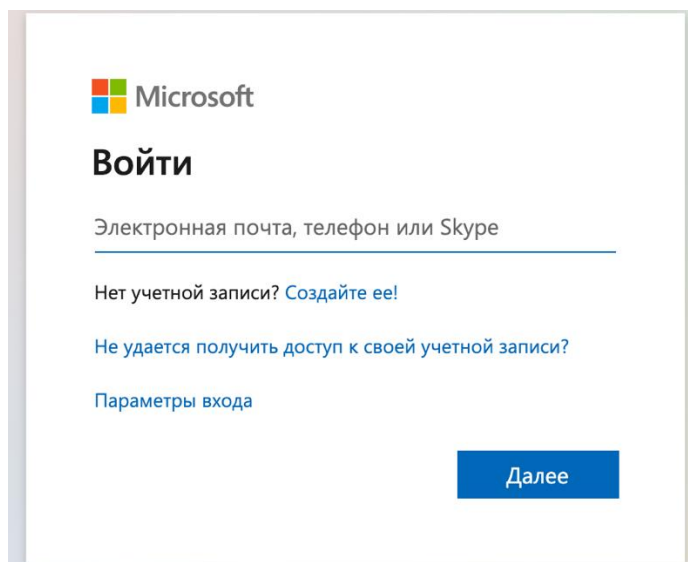 Microsoft
Войти
Электронная почта, телефон или Skype
Нет учетной записи? Создайте ее!
Не удается получить доступ к своей учетной записи?
Параметры входа
Далее